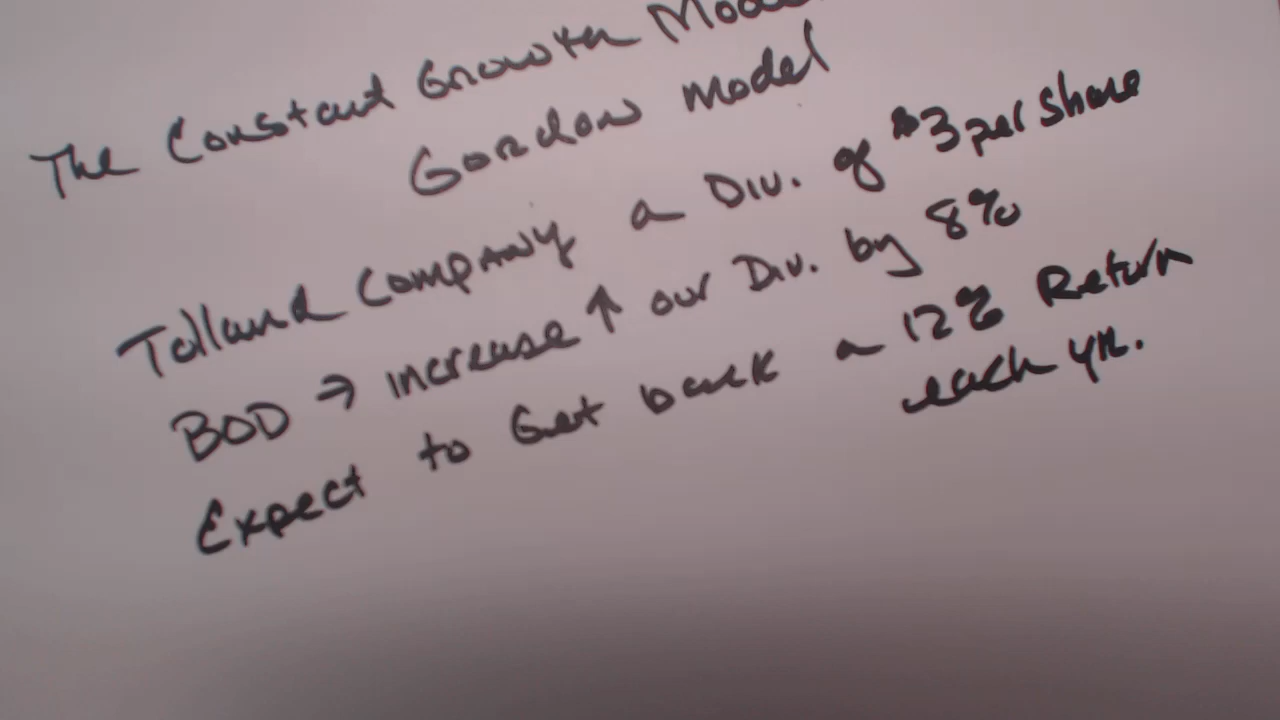 The Constant Growth Model
Gordon Model
Tolland Company a Div. of $3 per share
BOD → increase ↑ our Div. by 8%
Expect to Get back a 12% Return
each yr.